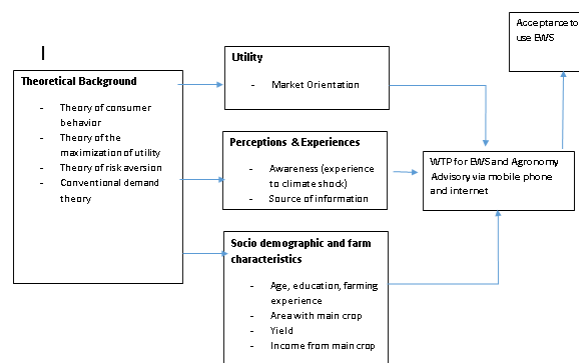 Theoretical Background
- Theory of consumer
behavior
- Theory of the
maximization of utility
- Theory of risk aversion
- Conventional demand
theory
Utility
- Market Orientation
Perceptions & Experiences
- Awareness (experience
to climate shock)
- Source of information
Socio demographic and farm
characteristics
- Age, education, farming
experience
- Area with main crop
- Yield
- Income from main crop
WTP for EWS and Agronomy
Advisory via mobile phone
and internet
Acceptance to
use EWS